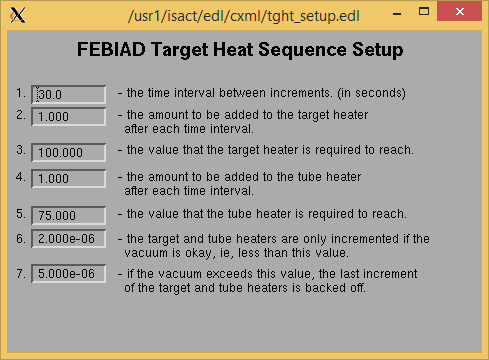 /usr1/isact/edl/cxml/tght_setup.edl
FEBIAD Target Heat Sequence Setup
1. 30.0 - the time interval between increments. (in seconds)
2. 1.000 - the amount to be added to the target heater
after each time interval.
3. 100.000 - the value that the target heater is required to reach.
4. 1.000 - the amount to be added to the tube heater
after each time interval.
5. 75.000 - the value that the tube heater is required to reach.
6. 2.000e-06 - the target and tube heaters are only incremented if the
vacuum is okay, ie, less than this value.
7. 5.000e-06 - if the vacuum exceeds this value, the last increment
of the target and tube heaters is backed off.